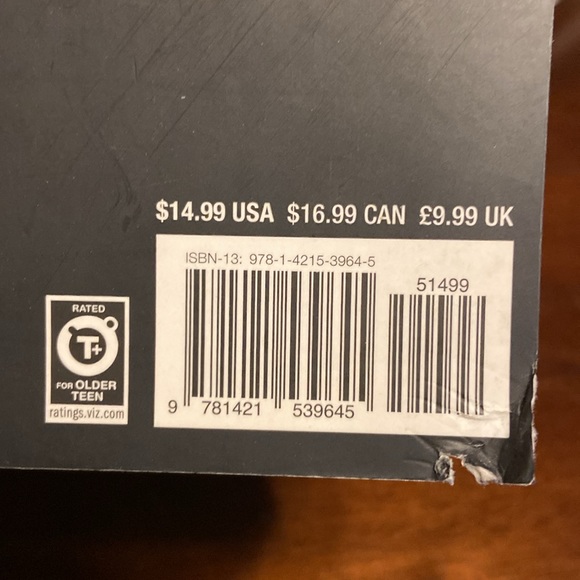 $14.99 USA $16.99 CAN £9.99 UK
ISBN-13: 978-1-4215-3964-5
51499
9 781421 539645
RATED
T+
FOR OLDER
TEEN
ratings.viz.com